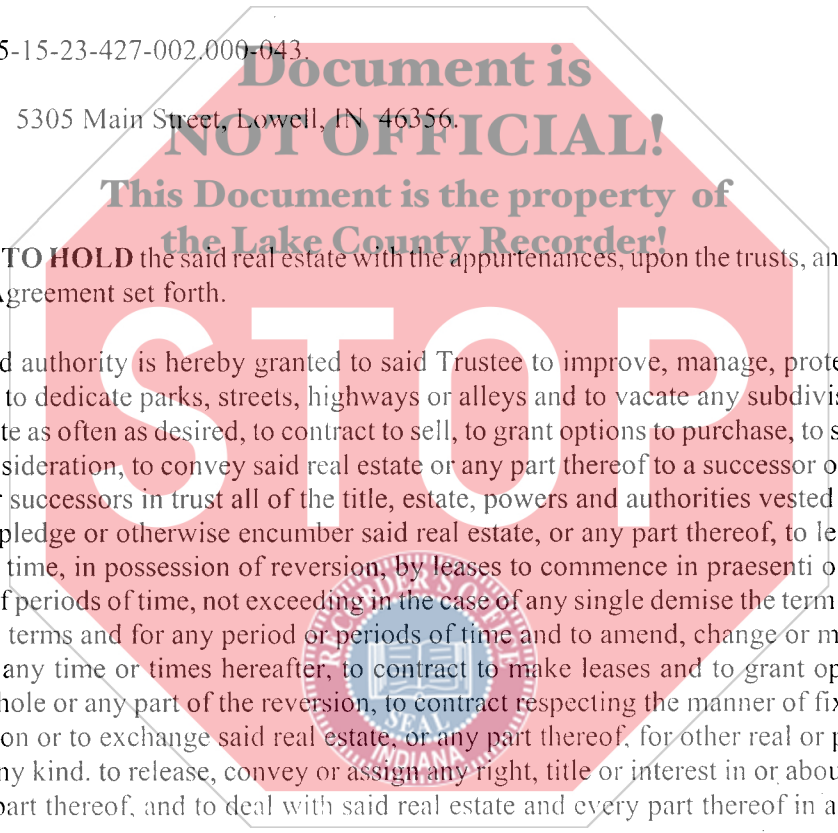 5-15-23-427-002.000-043.
Document is
5305 Main Street, Lowell, IN 46356.
NOT OFFICIAL!
This Document is the property of
the Lake County Recorder!
TO HOLD the said real estate with the appurtenances, upon the trusts, an
Agreement set forth.
STOP
d authority is hereby granted to said Trustee to improve, manage, prote
to dedicate parks, streets, highways or alleys and to vacate any subdivis
te as often as desired, to contract to sell, to grant options to purchase, to s
sideration, to convey said real estate or any part thereof to a successor o
r successors in trust all of the title, estate, powers and authorities vested
pledge or otherwise encumber said real estate, or any part thereof, to le
time, in possession of reversion, by leases to commence in praesenti o
f periods of time, not exceeding in the case of any single demise the term
terms and for any period or periods of time and to amend, change or m
any time or times hereafter, to contract to make leases and to grant op
hole or any part of the reversion, to contract respecting the manner of fix
on or to exchange said real estate, or any part thereof, for other real or p
ny kind. to release, convey or assign any right, title or interest in or abou
part thereof, and to deal with said real estate and every part thereof in a
RECORDER'S OFFICE
SEAL
INDIANA